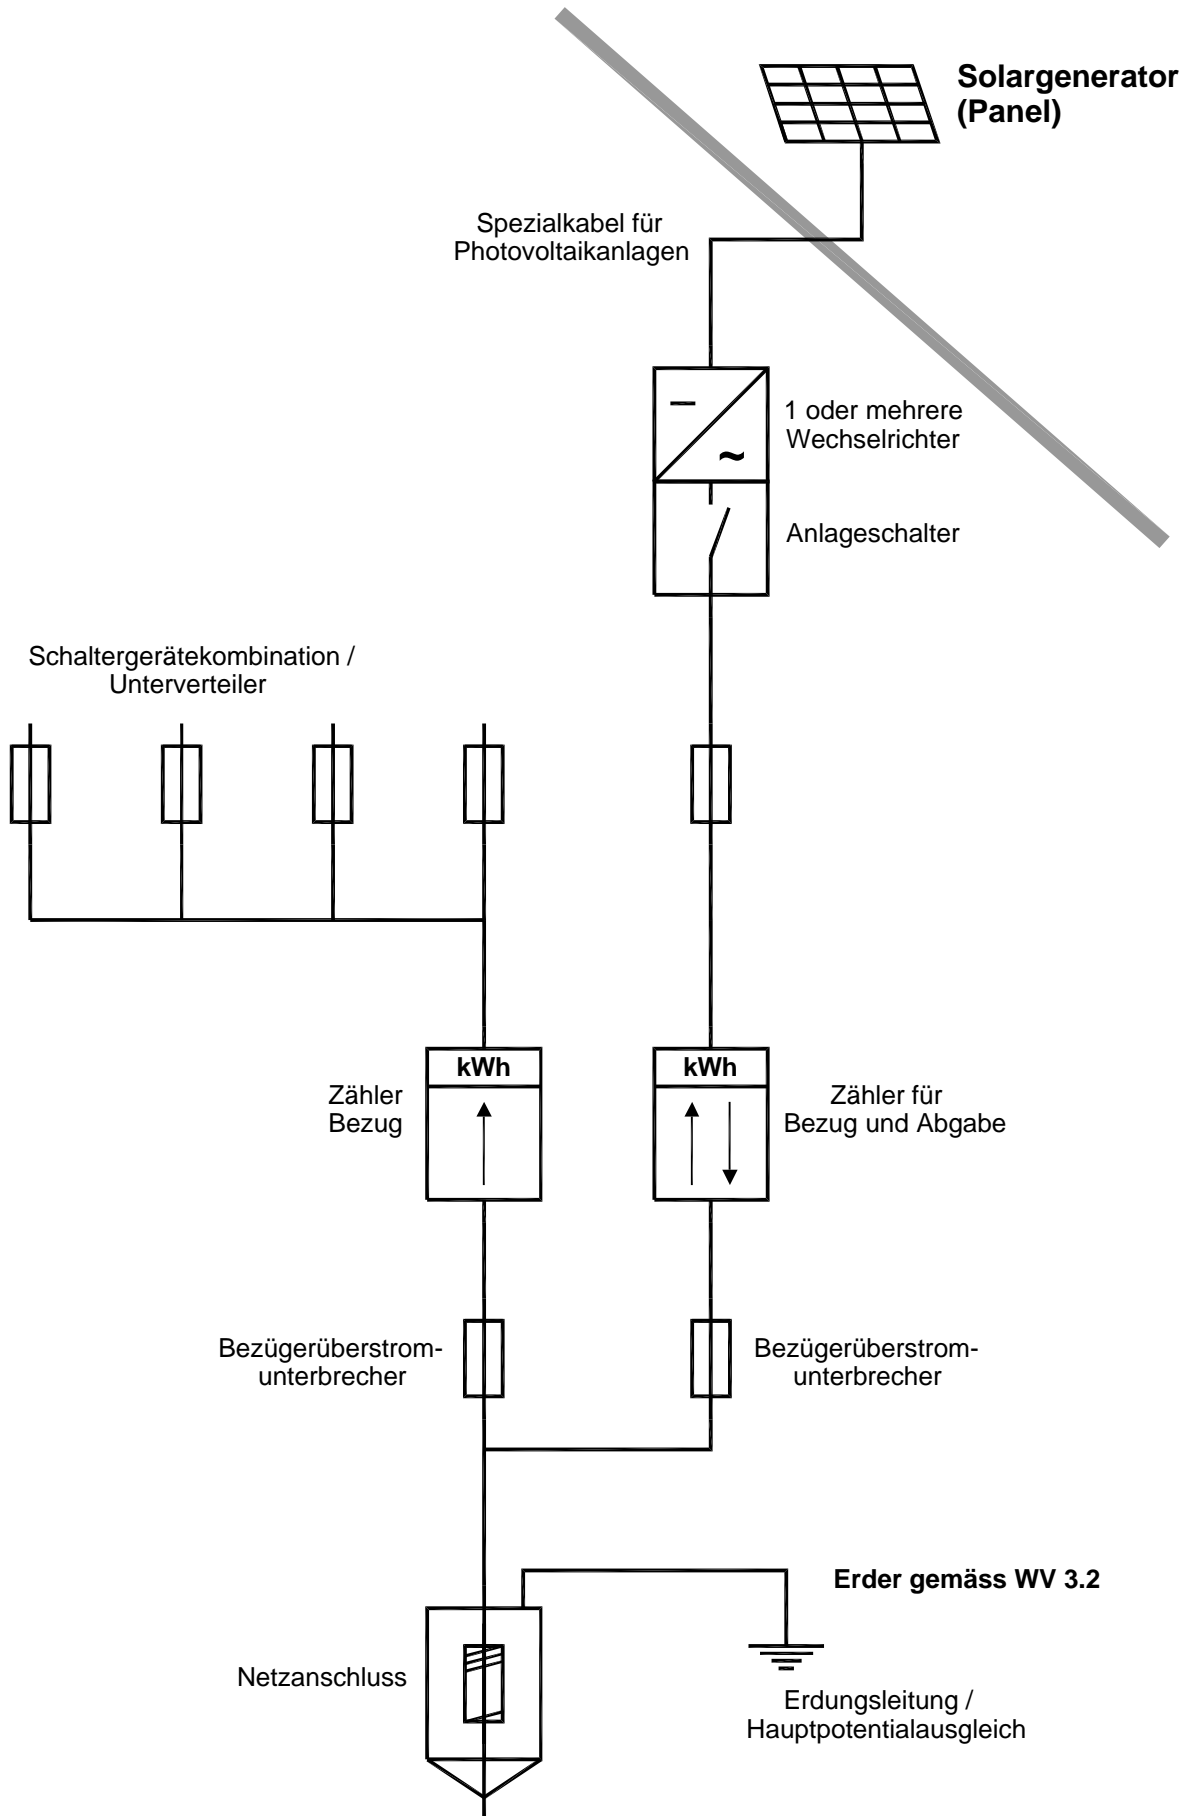 Solargenerator
(Panel)
Spezialkabel für
Photovoltaikanlagen
1 oder mehrere
Wechselrichter
~
Anlageschalter
Schaltergerätekombination /
Unterverteiler
kWh
kWh
Zähler
Bezug
Zähler für
Bezug und Abgabe
Bezügerüberstrom-
unterbrecher
Bezügerüberstrom-
unterbrecher
Erder gemäss WV 3.2
Netzanschluss
Erdungsleitung /
Hauptpotentialausgleich